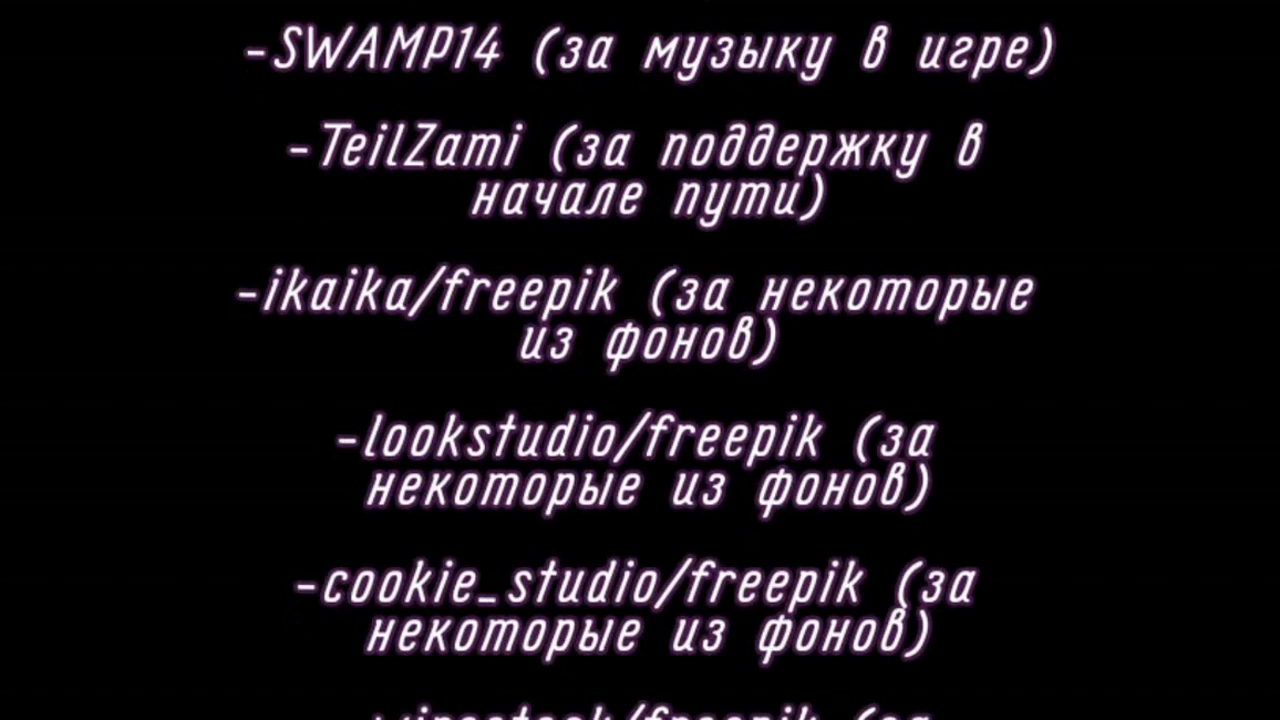 -SWAMP14 (за музыку в игре)
-TeilZami (за поддержку в
начале пути)
-ikaika/freepik (за некоторые
из фонов)
-lookstudio/freepik (за
некоторые из фонов)
-cookie_studio/freepik (за
некоторые из фонов)